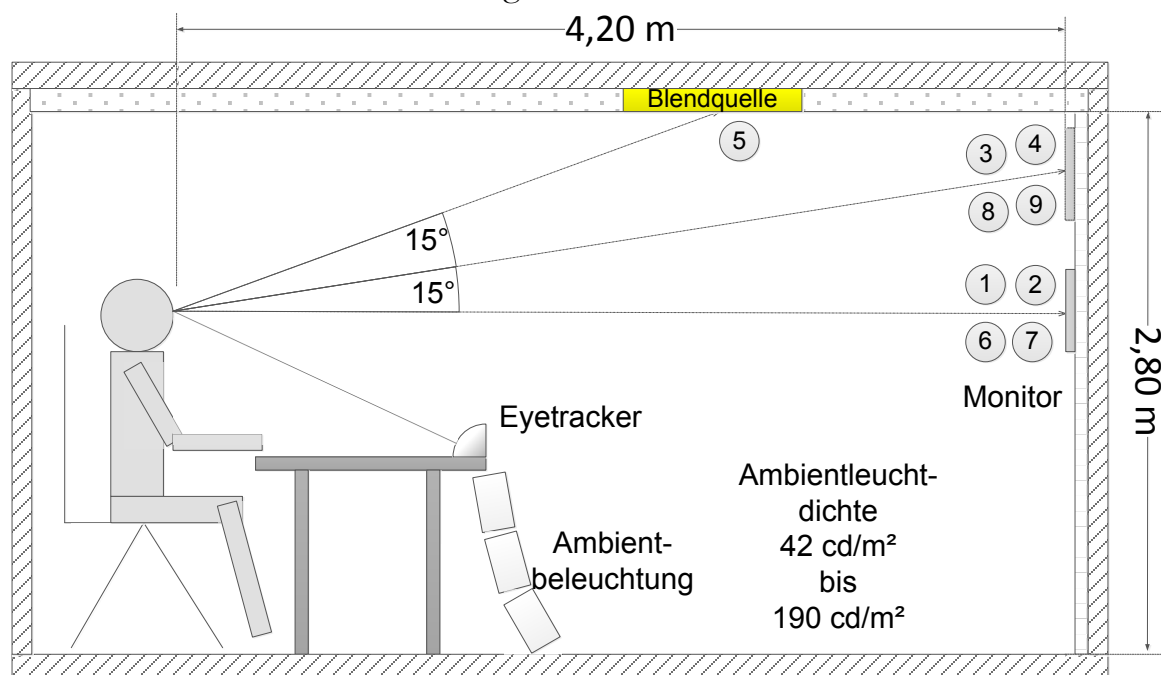 4,20 m
Blendquelle
5
3 4
8 9
15°
15°
1 2
6 7
2,80 m
Monitor
Eyetracker
Ambientleucht-
dichte
42 cd/m²
bis
190 cd/m²
Ambient-
beleuchtung